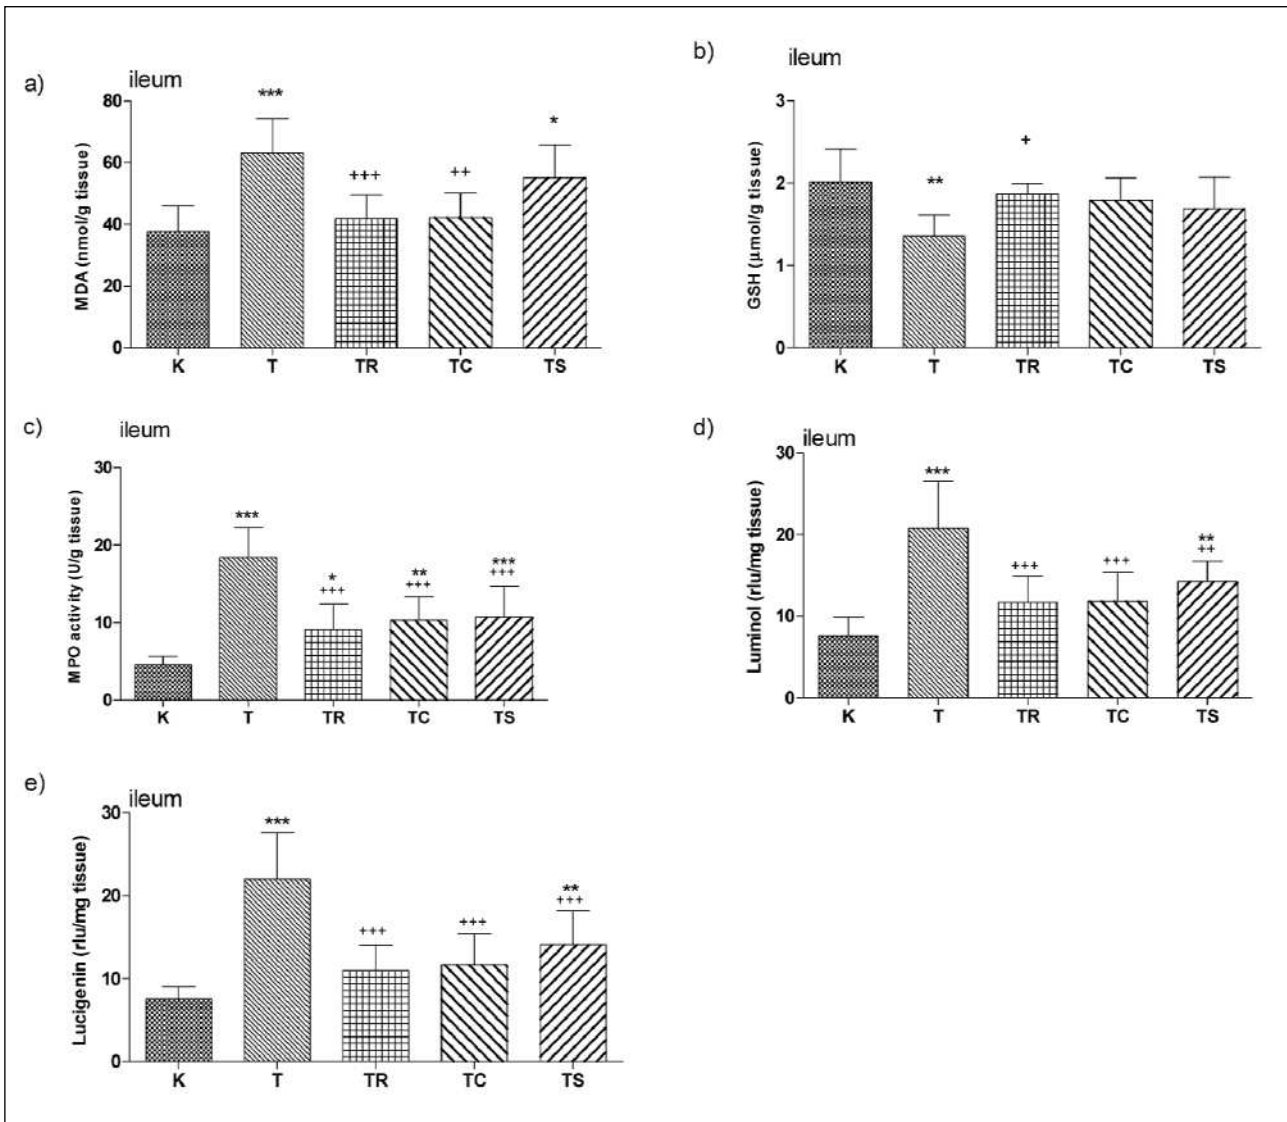 a)
ileum
MDA (nmol/g tissue)
80
60
40
20
0
***
+++
++
*
K T TR TC TS
b)
ileum
GSH (μmol/g tissue)
3
2
1
0
**
+
K T TR TC TS
c)
ileum
MPO activity (U/g tissue)
30
20
10
0
***
*
+++
**
+++
***
+++
K T TR TC TS
d)
ileum
Luminol (rlu/mg tissue)
30
20
10
0
***
+++
+++
**
++
K T TR TC TS
e)
ileum
Lucigenin (rlu/mg tissue)
30
20
10
0
***
+++
+++
**
+++
K T TR TC TS